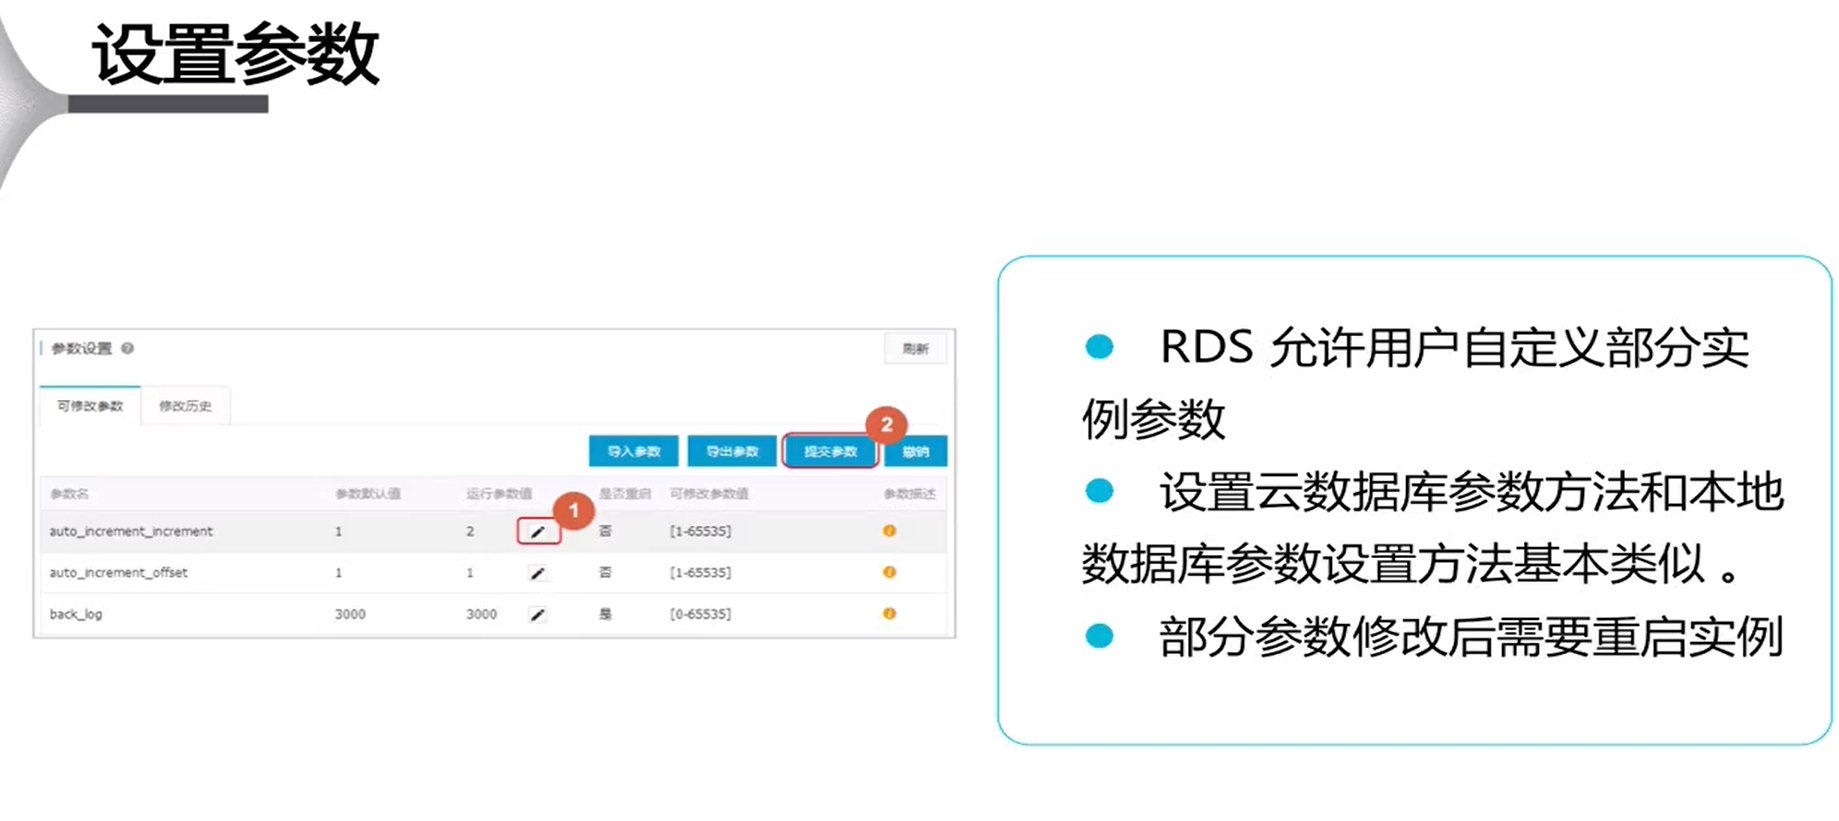 设置参数
参数设置
刷新
可修改参数 修改历史
2
导入参数 导出参数 提交参数 撤销
参数名 参数默认值 运行参数值 是否重启 可修改参数值 参数描述
1
auto_increment_increment 1 2 否 [1-65535]
auto_increment_offset 1 1 否 [1-65535]
back_log 3000 3000 是 [0-65535]
RDS 允许用户自定义部分实
例参数
设置云数据库参数方法和本地
数据库参数设置方法基本类似 。
部分参数修改后需要重启实例